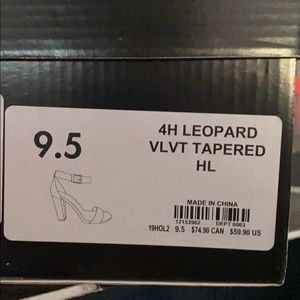 9.5
4H LEOPARD
VLVT TAPERED
HL
MADE IN CHINA
12153962 DEPT 0063
19HOL2 9.5 $74.90 CAN $59.90 US